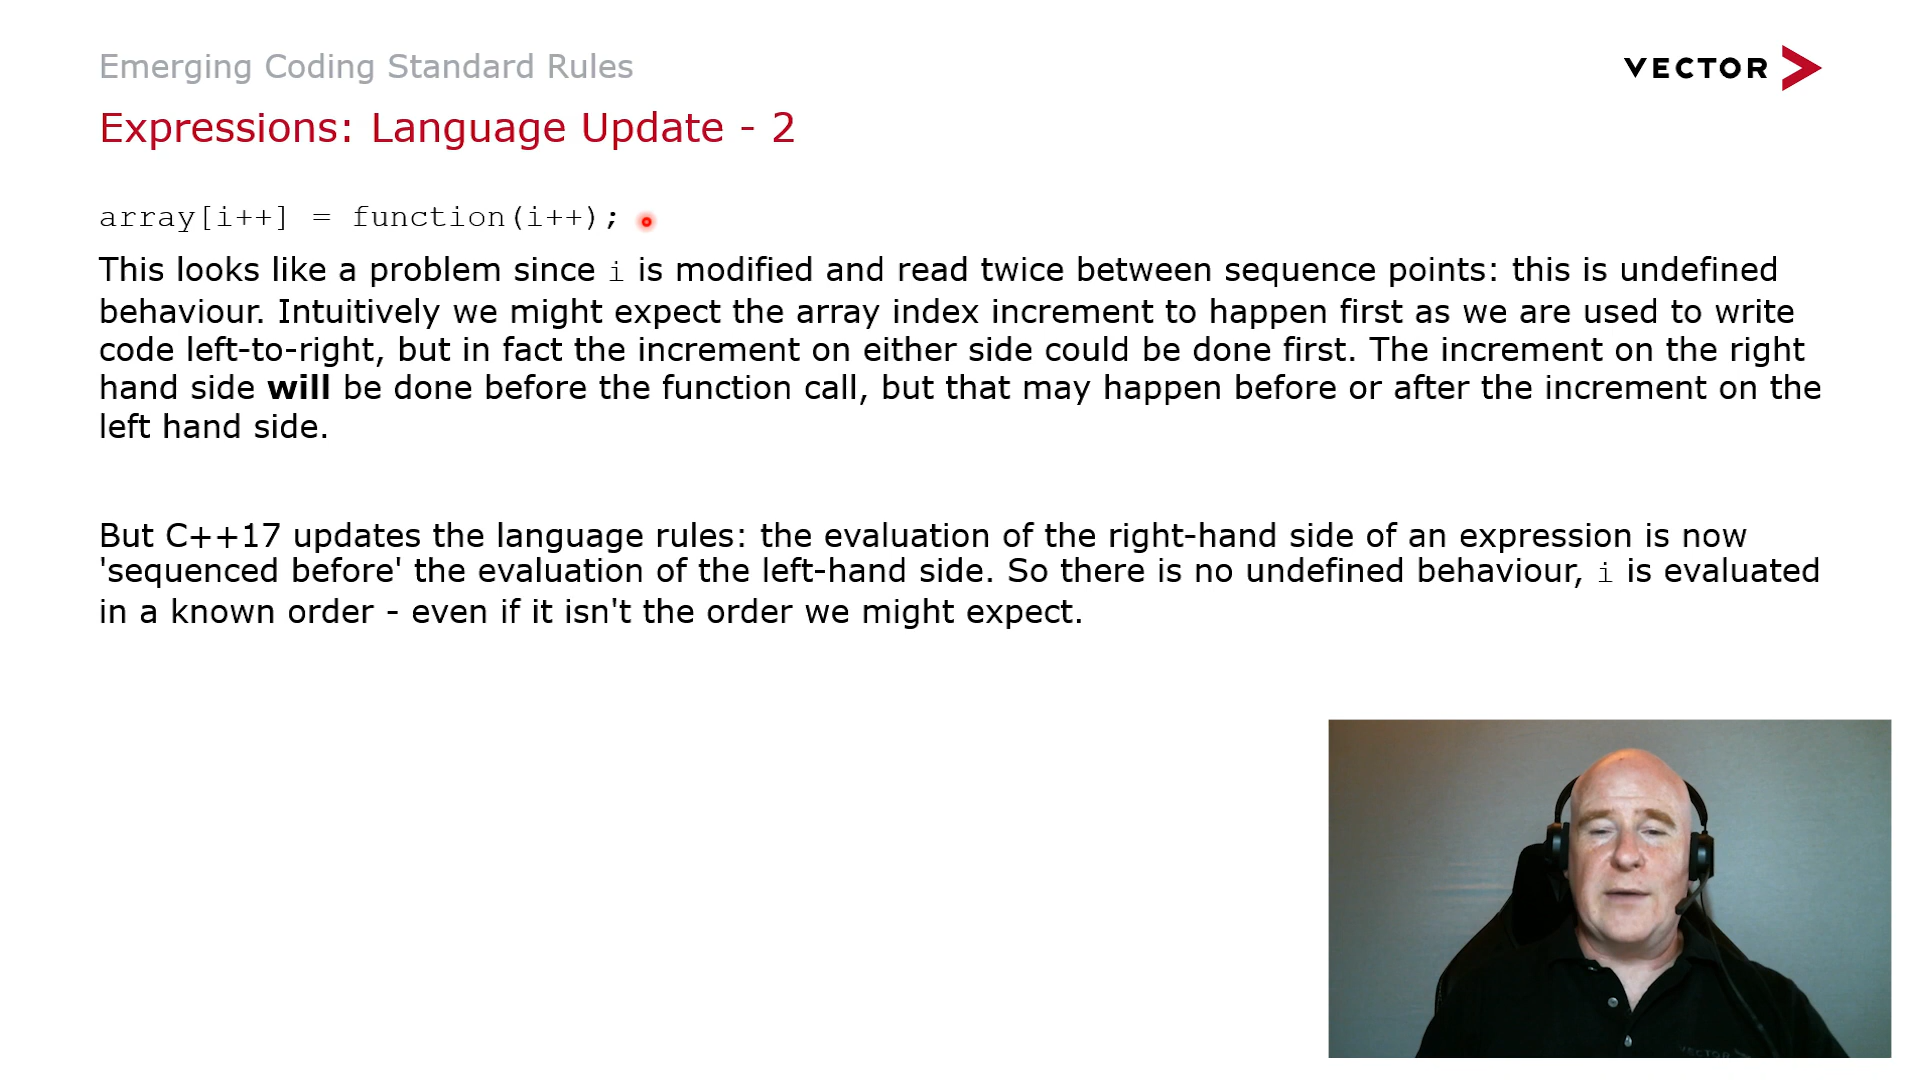 Emerging Coding Standard Rules
VECTOR
Expressions: Language Update - 2
array[i++] = function(i++);
This looks like a problem since i is modified and read twice between sequence points: this is undefined
behaviour. Intuitively we might expect the array index increment to happen first as we are used to write
code left-to-right, but in fact the increment on either side could be done first. The increment on the right
hand side will be done before the function call, but that may happen before or after the increment on the
left hand side.
But C++17 updates the language rules: the evaluation of the right-hand side of an expression is now
'sequenced before' the evaluation of the left-hand side. So there is no undefined behaviour, i is evaluated
in a known order - even if it isn't the order we might expect.
VECTOR